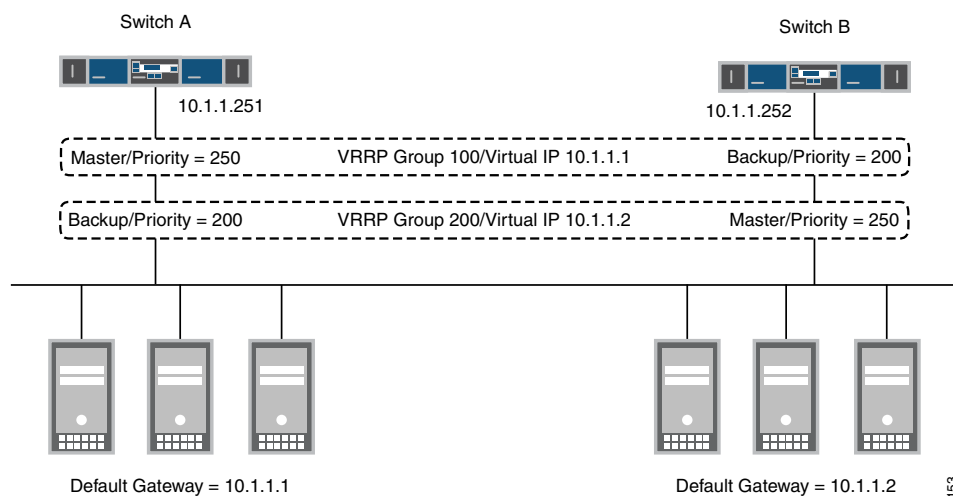 Switch A
Switch B
10.1.1.251
10.1.1.252
Master/Priority = 250
VRRP Group 100/Virtual IP 10.1.1.1
Backup/Priority = 200
Backup/Priority = 200
VRRP Group 200/Virtual IP 10.1.1.2
Master/Priority = 250
Default Gateway = 10.1.1.1
Default Gateway = 10.1.1.2
153